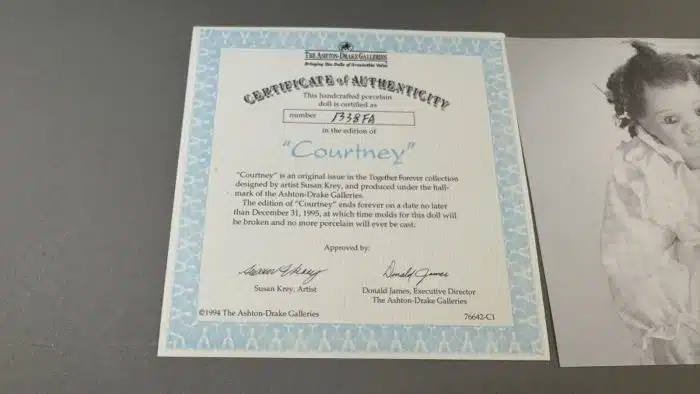 THE ASHTON-DRAKE GALLERIES
Bringing You Dolls of Irresistible Value
CERTIFICATE of AUTHENTICITY
This handcrafted porcelain
doll is certified as
number 1338FA
in the edition of
"Courtney"
"Courtney" is an original issue in the Together Forever collection
designed by artist Susan Krey, and produced under the hall-
mark of the Ashton-Drake Galleries.
The edition of "Courtney" ends forever on a date no later
than December 31, 1995, at which time molds for this doll will
be broken and no more porcelain will ever be cast.
Approved by:
Susan Krey Donald James
Susan Krey, Artist Donald James, Executive Director
The Ashton-Drake Galleries
©1994 The Ashton-Drake Galleries 76642-C1